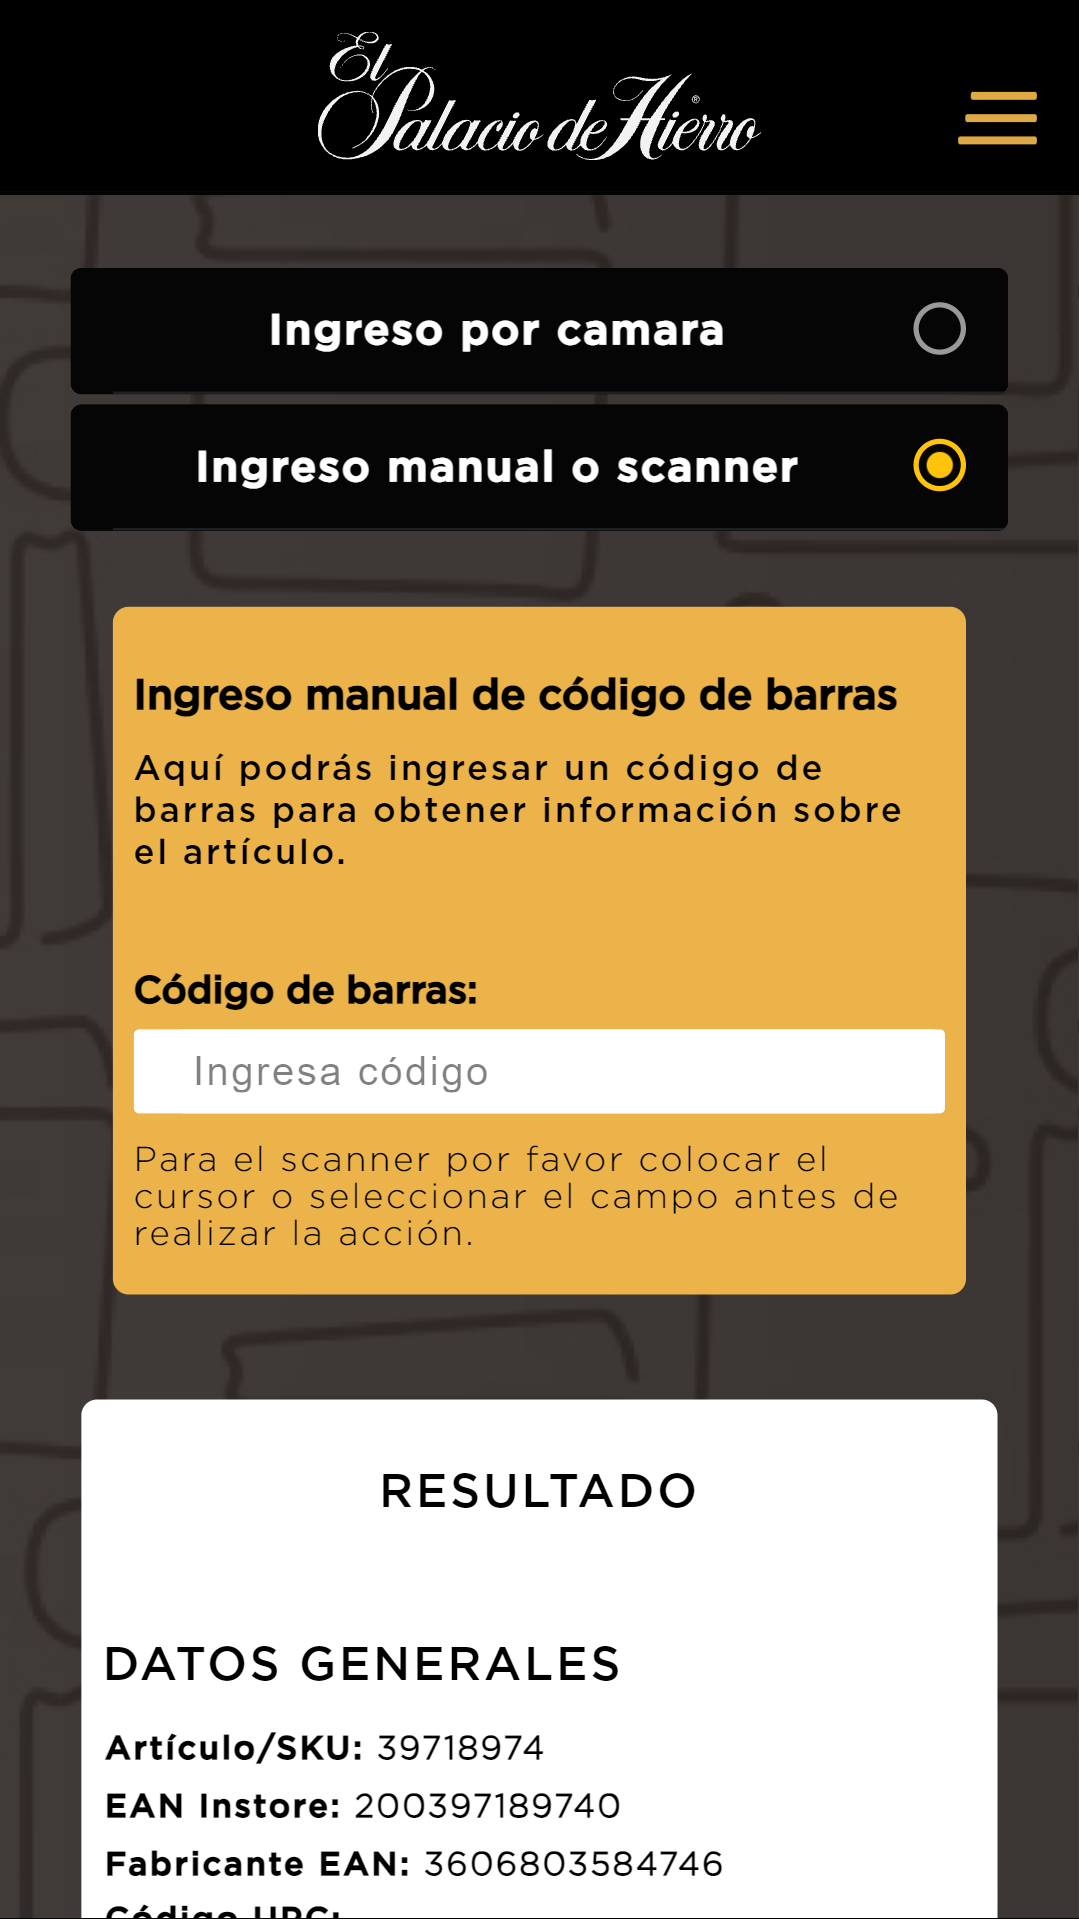 El
Palacio de Hierro®
Ingreso por camara
Ingreso manual o scanner
Ingreso manual de código de barras
Aquí podrás ingresar un código de
barras para obtener información sobre
el artículo.
Código de barras:
Ingresa código
Para el scanner por favor colocar el
cursor o seleccionar el campo antes de
realizar la acción.
RESULTADO
DATOS GENERALES
Artículo/SKU: 39718974
EAN Instore: 200397189740
Fabricante EAN: 3606803584746
Código UPC: